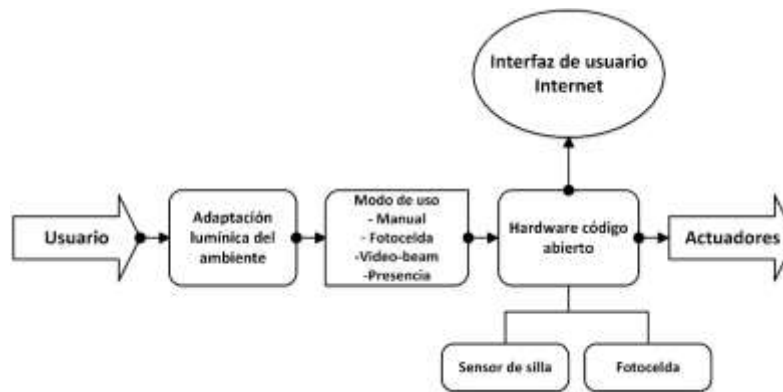 Interfaz de usuario
Internet
Usuario
Adaptación
lumínica del
ambiente
Modo de uso
- Manual
- Fotocelda
-Video-beam
-Presencia
Hardware código
abierto
Actuadores
Sensor de silla
Fotocelda